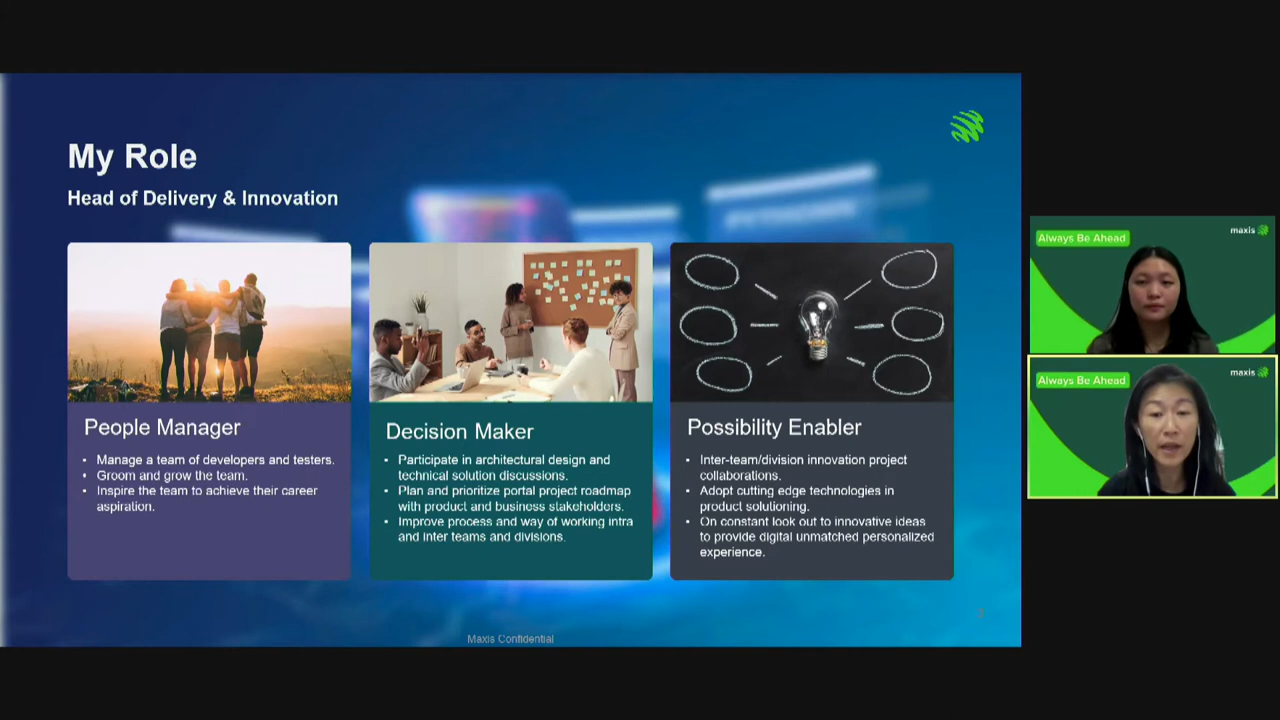 My Role
Head of Delivery & Innovation
People Manager
• Manage a team of developers and testers.
• Groom and grow the team.
• Inspire the team to achieve their career
aspiration.
Decision Maker
• Participate in architectural design and
technical solution discussions.
• Plan and prioritize portal project roadmap
with product and business stakeholders.
• Improve process and way of working intra
and inter teams and divisions.
Possibility Enabler
• Inter-team/division innovation project
collaborations.
• Adopt cutting edge technologies in
product solutioning.
• On constant look out to innovative ideas
to provide digital unmatched personalized
experience.
Maxis Confidential
maxis
Always Be Ahead
maxis
Always Be Ahead